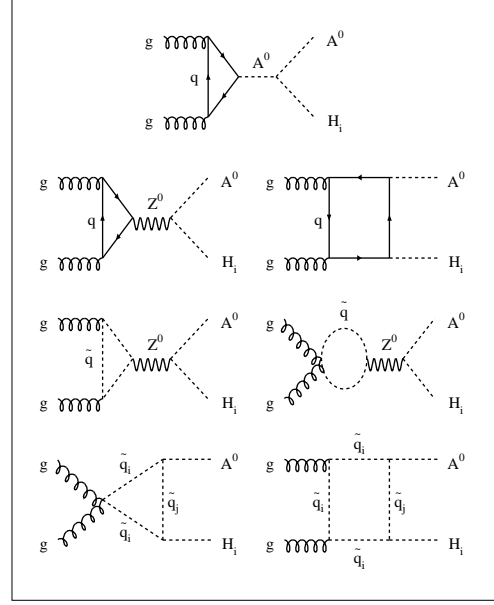 g A⁰
q A⁰
g Hᵢ
g A⁰ g A⁰
q Z⁰ q
g Hᵢ g Hᵢ
g A⁰ g q̃ A⁰
q̃ Z⁰ Z⁰
g Hᵢ g Hᵢ
g q̃ᵢ A⁰ g q̃ᵢ A⁰
q̃ⱼ q̃ᵢ q̃ⱼ
g q̃ᵢ Hᵢ g q̃ᵢ Hᵢ